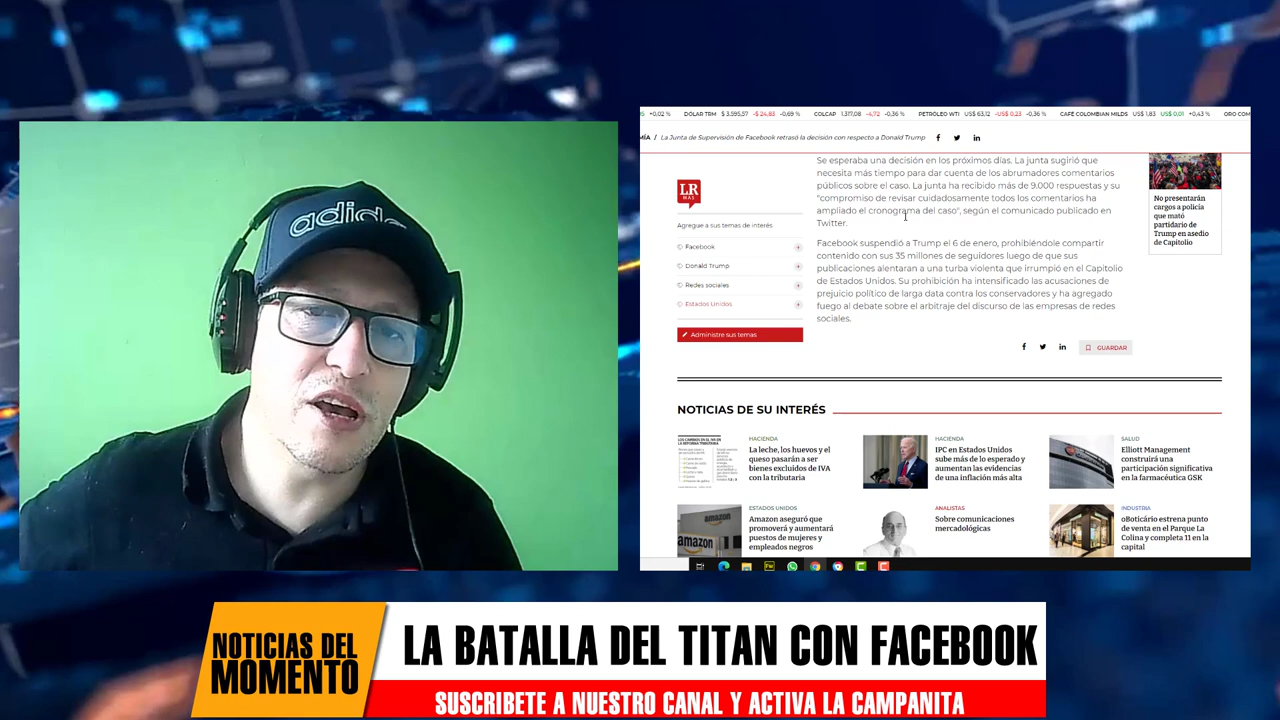 adidas
IS +0,02 % DÓLAR TRM $ 3.595,57 -$ 24,83 -0,69 % COLCAP 1.317,08 -4,72 -0,36 % PETRÓLEO WTI US$ 63,12 -US$ 0,23 -0,36 % CAFÉ COLOMBIAN MILDS US$ 1,83 US$ 0,01 +0,43 % ORO COM
MÍA / La Junta de Supervisión de Facebook retrasó la decisión con respecto a Donald Trump
Se esperaba una decisión en los próximos días. La junta sugirió que
necesita más tiempo para dar cuenta de los abrumadores comentarios
públicos sobre el caso. La junta ha recibido más de 9.000 respuestas y su
"compromiso de revisar cuidadosamente todos los comentarios ha
ampliado el cronograma del caso", según el comunicado publicado en
Twitter.
Facebook suspendió a Trump el 6 de enero, prohibiéndole compartir
contenido con sus 35 millones de seguidores luego de que sus
publicaciones alentaran a una turba violenta que irrumpió en el Capitolio
de Estados Unidos. Su prohibición ha intensificado las acusaciones de
prejuicio político de larga data contra los conservadores y ha agregado
fuego al debate sobre el arbitraje del discurso de las empresas de redes
sociales.
GUARDAR
LR
MÁS
Agregue a sus temas de interés
Facebook
Donald Trump
Redes sociales
Estados Unidos
Administre sus temas
No presentarán
cargos a policía
que mató
partidario de
Trump en asedio
de Capitolio
NOTICIAS DE SU INTERÉS
HACIENDA
La leche, los huevos y el
queso pasarán a ser
bienes excluidos de IVA
con la tributaria
HACIENDA
IPC en Estados Unidos
sube más de lo esperado y
aumentan las evidencias
de una inflación más alta
SALUD
Elliott Management
construirá una
participación significativa
en la farmacéutica GSK
amazon
amazon
ESTADOS UNIDOS
Amazon aseguró que
promoverá y aumentará
puestos de mujeres y
empleados negros
ANALISTAS
Sobre comunicaciones
mercadológicas
INDUSTRIA
oBoticário estrena punto
de venta en el Parque La
Colina y completa 11 en la
capital
NOTICIAS DEL
MOMENTO
LA BATALLA DEL TITAN CON FACEBOOK
SUSCRIBETE A NUESTRO CANAL Y ACTIVA LA CAMPANITA